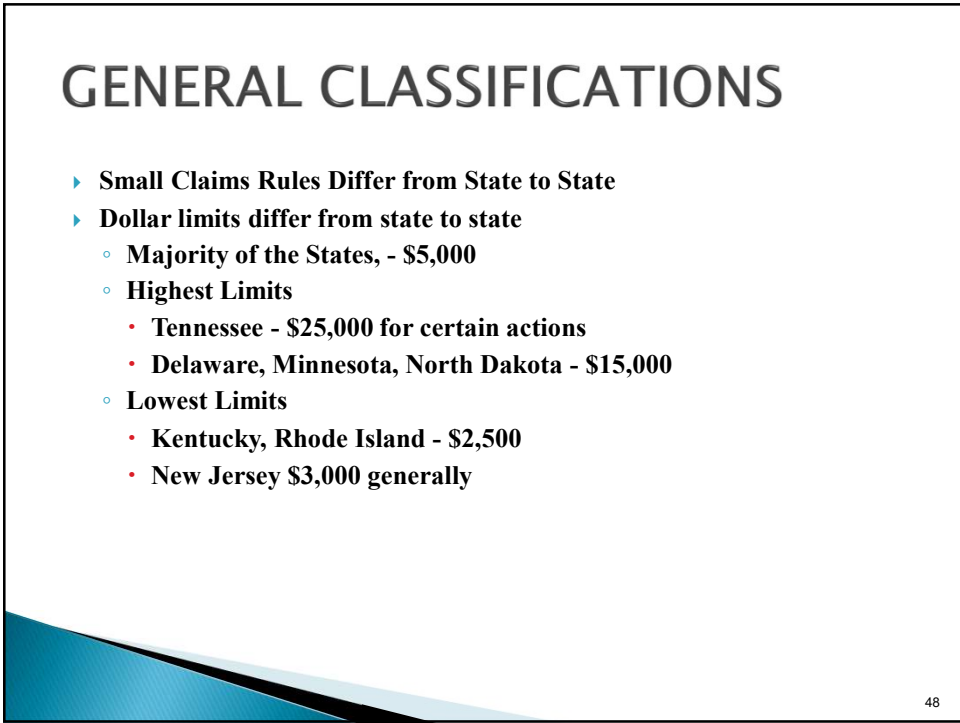 GENERAL CLASSIFICATIONS
Small Claims Rules Differ from State to State
Dollar limits differ from state to state
Majority of the States, - $5,000
Highest Limits
Tennessee - $25,000 for certain actions
Delaware, Minnesota, North Dakota - $15,000
Lowest Limits
Kentucky, Rhode Island - $2,500
New Jersey $3,000 generally
48